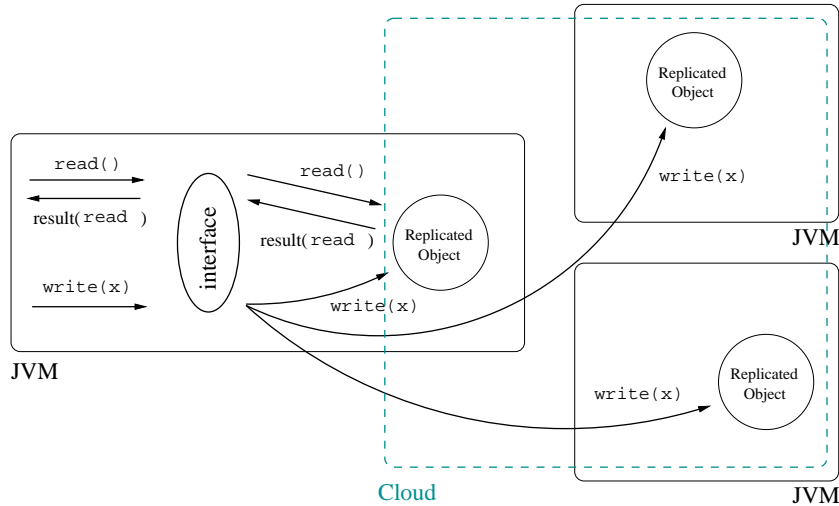 Replicated
Object
write(x)
JVM
read()
result(read )
write(x)
interface
read()
result(read )
Replicated
Object
write(x)
JVM
Replicated
Object
write(x)
Cloud
JVM